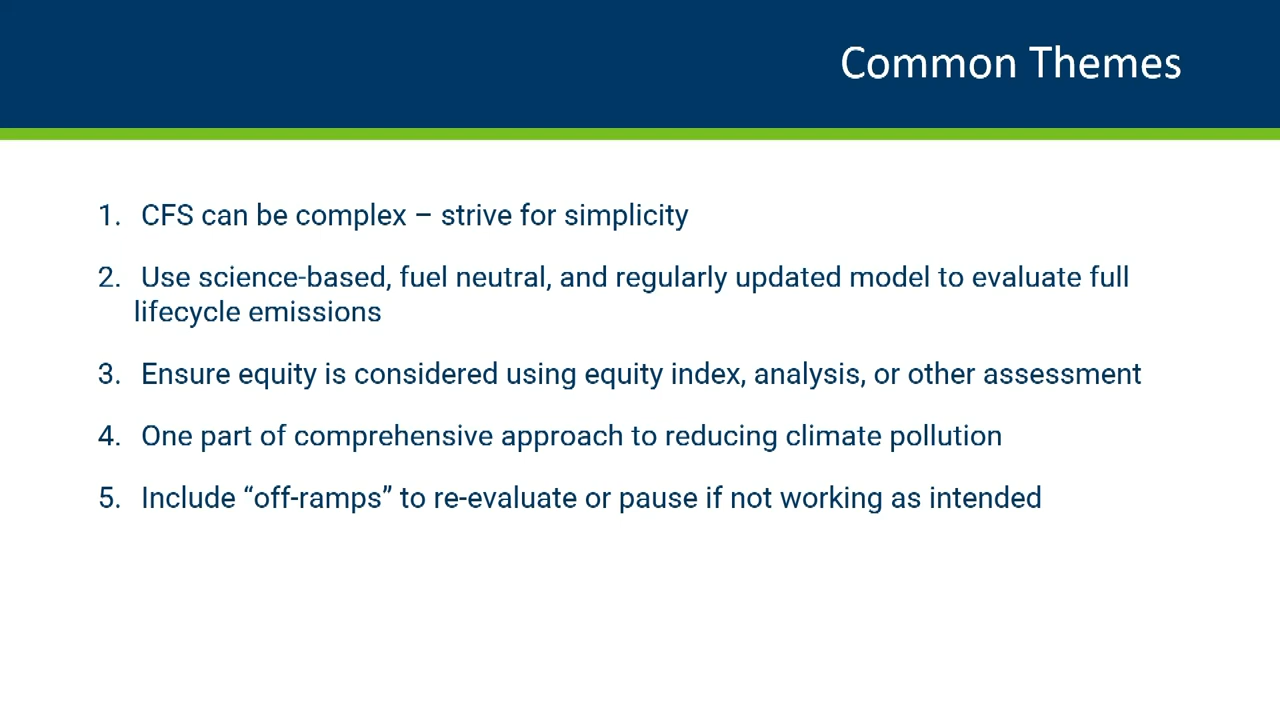 Common Themes
1. CFS can be complex – strive for simplicity
2. Use science-based, fuel neutral, and regularly updated model to evaluate full
lifecycle emissions
3. Ensure equity is considered using equity index, analysis, or other assessment
4. One part of comprehensive approach to reducing climate pollution
5. Include “off-ramps” to re-evaluate or pause if not working as intended